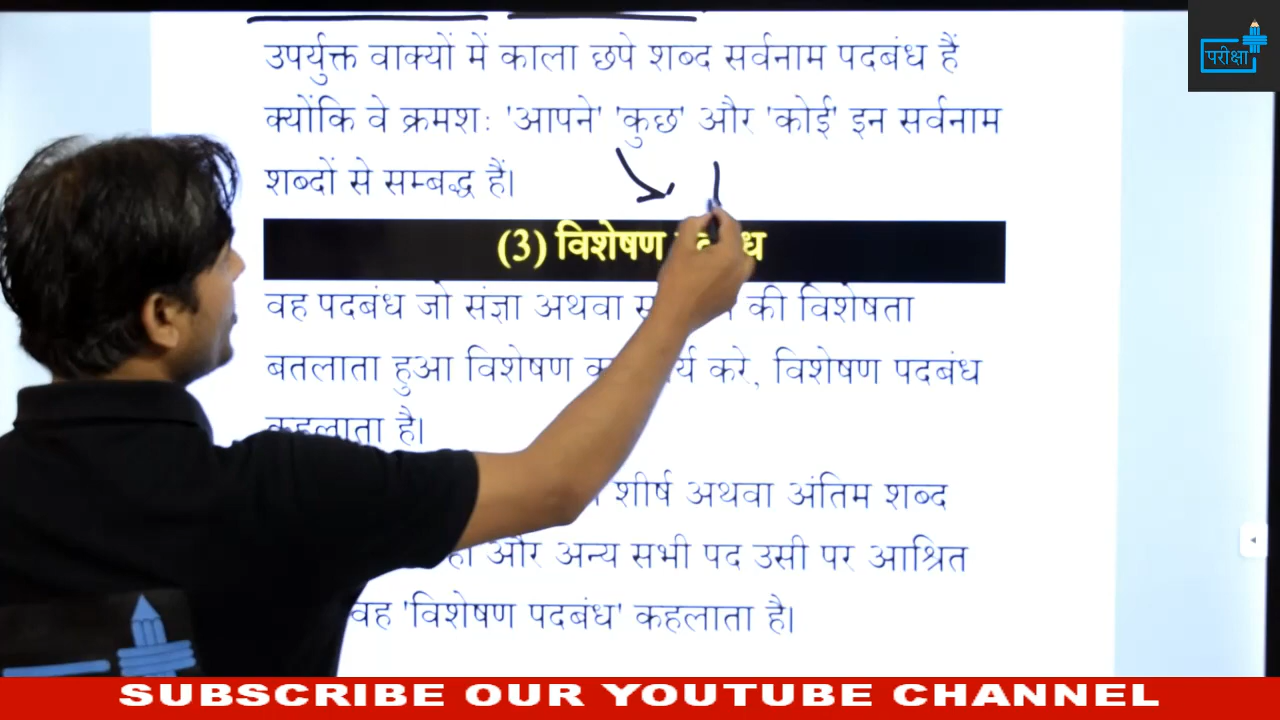 परीक्षा
उपर्युक्त वाक्यों में काला छपे शब्द सर्वनाम पदबंध हैं
क्योंकि वे क्रमशः 'आपने' 'कुछ' और 'कोई' इन सर्वनाम
शब्दों से सम्बद्ध हैं।
(3) विशेषण
वह पदबंध जो संज्ञा अथवा की विशेषता
बतलाता हुआ विशेषण करे, विशेषण पदबंध
कहलाता है।
शीर्ष अथवा अंतिम शब्द
और अन्य सभी पद उसी पर आश्रित
वह 'विशेषण पदबंध' कहलाता है।
SUBSCRIBE OUR YOUTUBE CHANNEL